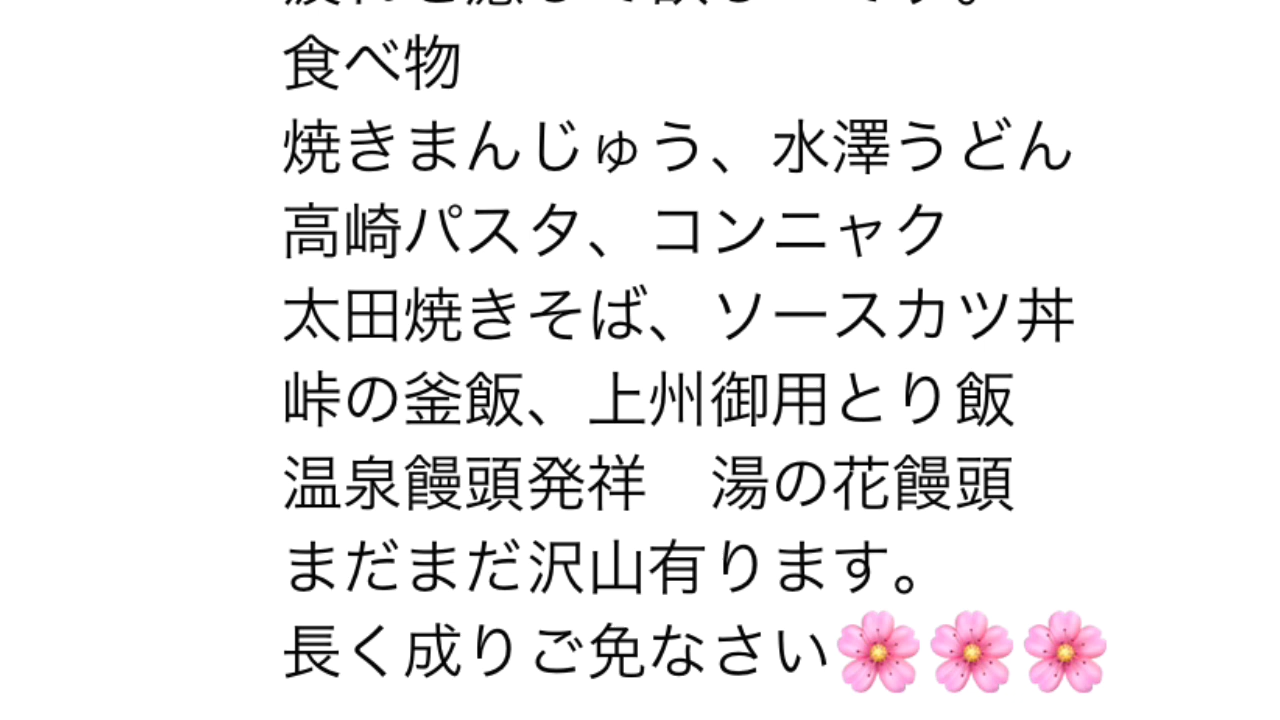 食べ物
焼きまんじゅう、水澤うどん
高崎パスタ、コンニャク
太田焼きそば、ソースカツ丼
峠の釜飯、上州御用とり飯
温泉饅頭発祥　湯の花饅頭
まだまだ沢山有ります。
長く成りご免なさい🌸🌸🌸